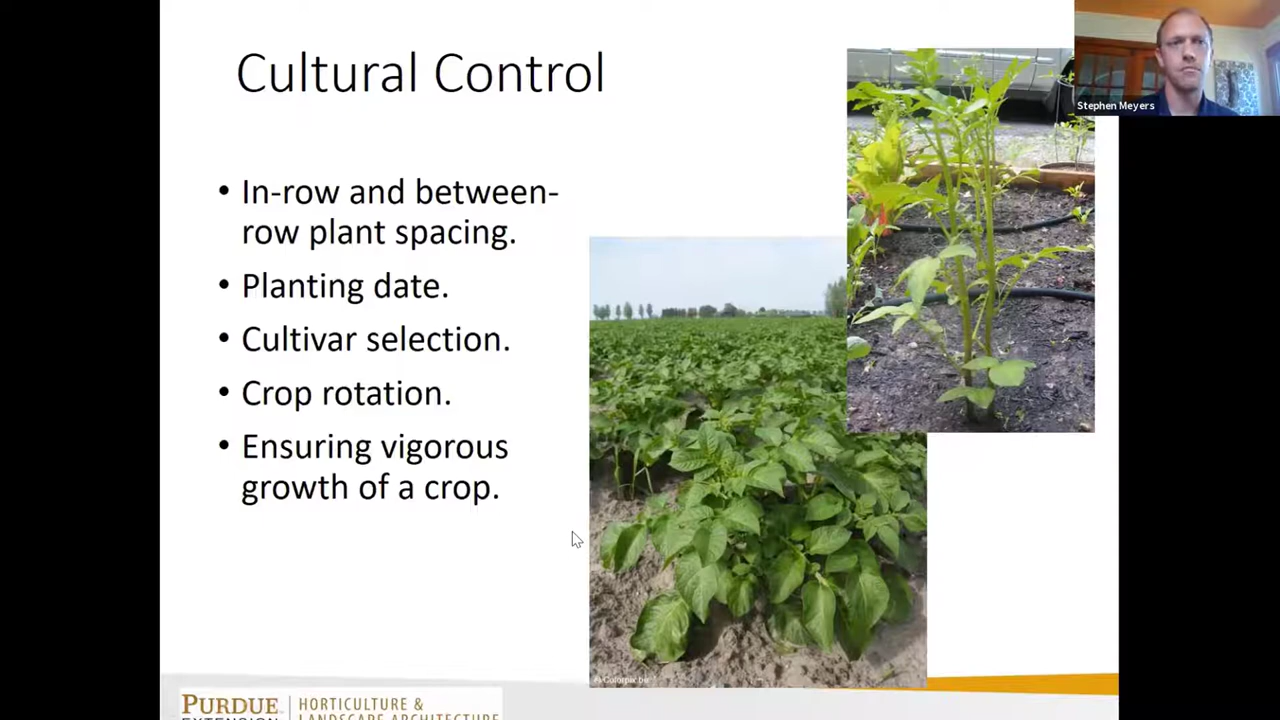 Cultural Control
Stephen Meyers
• In-row and between-
row plant spacing.
• Planting date.
• Cultivar selection.
• Crop rotation.
• Ensuring vigorous
growth of a crop.
PURDUE
EXTENSION
HORTICULTURE &
LANDSCAPE ARCHITECTURE